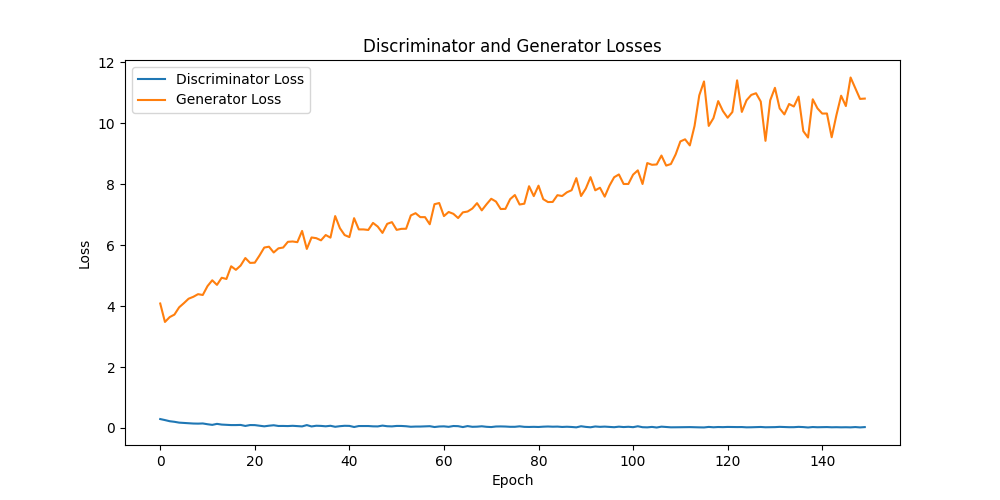 Discriminator and Generator Losses
Discriminator Loss
Generator Loss
12
10
8
6
4
2
0
Loss
0 20 40 60 80 100 120 140
Epoch